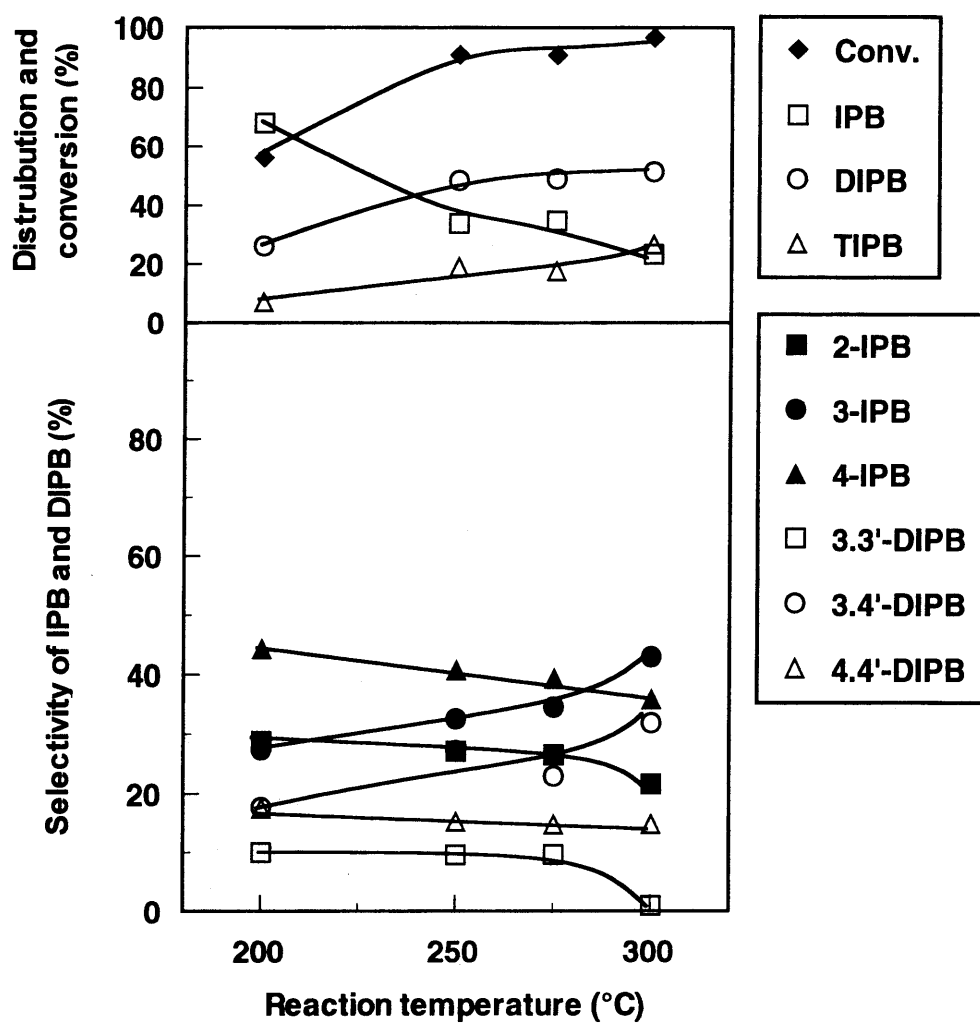 Distrubution and
conversion (%)
100
80
60
40
20
0
Conv.
IPB
DIPB
TIPB
Selectivity of IPB and DIPB (%)
80
60
40
20
0
2-IPB
3-IPB
4-IPB
3.3'-DIPB
3.4'-DIPB
4.4'-DIPB
200 250 300
Reaction temperature (°C)